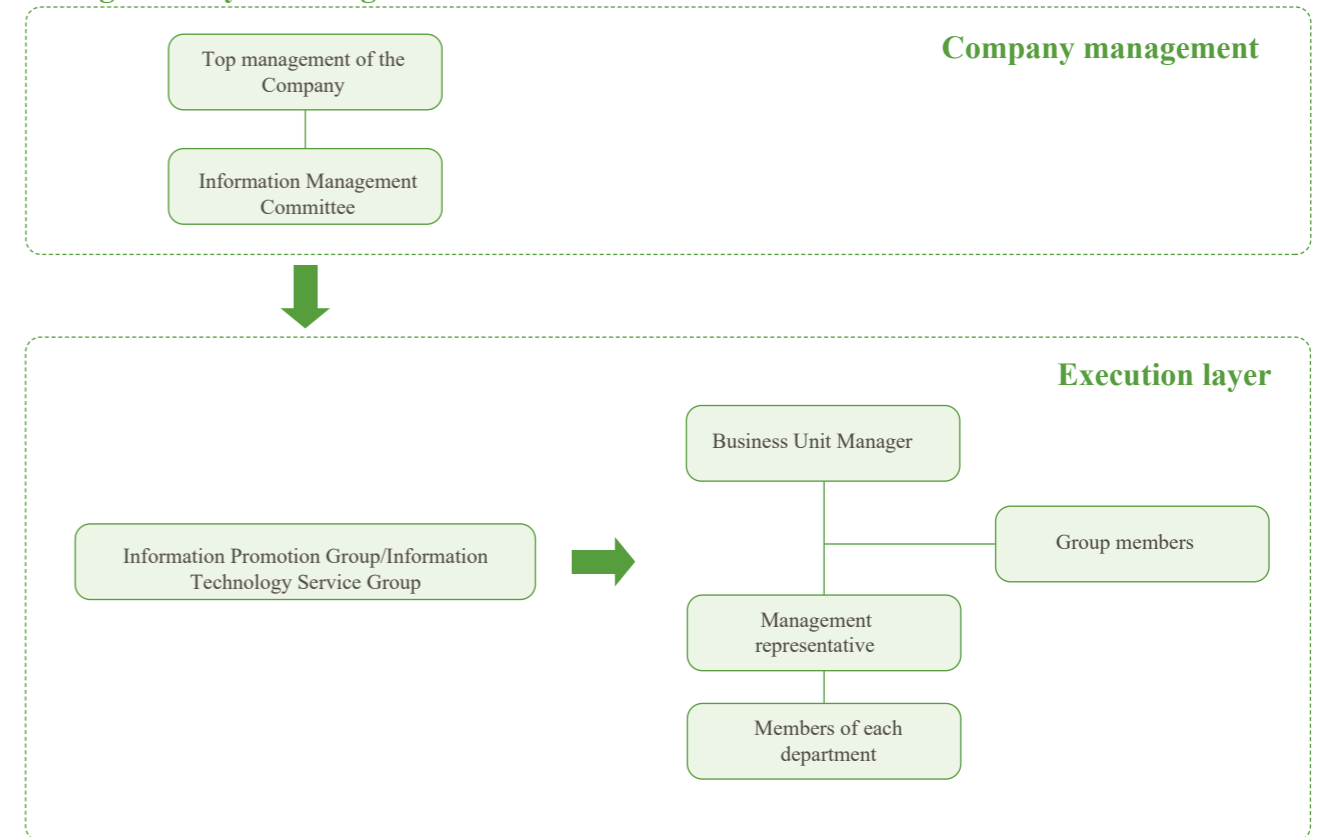 Company management
Top management of the
Company
Information Management
Committee
Execution layer
Business Unit Manager
Group members
Information Promotion Group/Information
Technology Service Group
Management
representative
Members of each
department